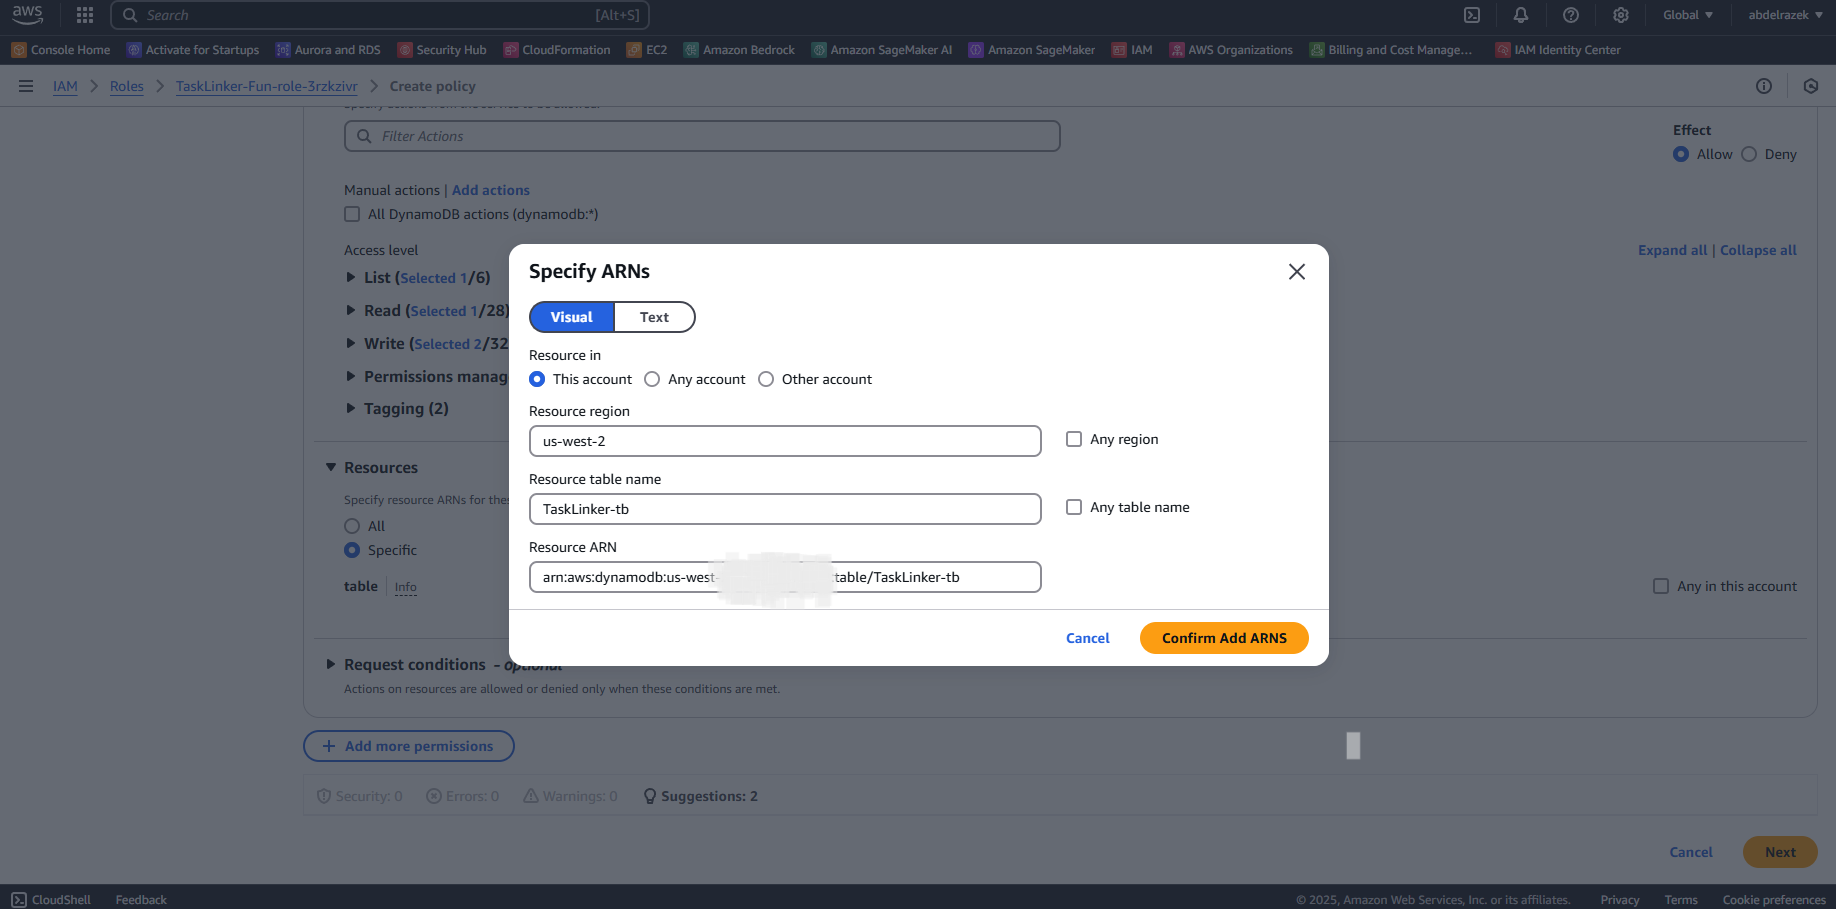 aws
Search [Alt+S]
Global abdelrazek
Console Home Activate for Startups Aurora and RDS Security Hub CloudFormation EC2 Amazon Bedrock Amazon SageMaker AI Amazon SageMaker IAM AWS Organizations Billing and Cost Manage... IAM Identity Center
IAM Roles TaskLinker-Fun-role-3rzkzivr Create policy
Filter Actions
Effect
Allow Deny
Manual actions | Add actions
All DynamoDB actions (dynamodb:*)
Access level
Expand all | Collapse all
List (Selected 1/6)
Read (Selected 1/28)
Write (Selected 2/32
Permissions manag
Tagging (2)
Resources
Specify resource ARNs for thes
All
Specific
table Info
Any in this account
Request conditions - optional
Actions on resources are allowed or denied only when these conditions are met.
Specify ARNs
Visual Text
Resource in
This account Any account Other account
Resource region
us-west-2 Any region
Resource table name
TaskLinker-tb Any table name
Resource ARN
arn:aws:dynamodb:us-west- :table/TaskLinker-tb
Cancel Confirm Add ARNS
+ Add more permissions
Security: 0 Errors: 0 Warnings: 0 Suggestions: 2
Cancel Next
CloudShell Feedback © 2025, Amazon Web Services, Inc. or its affiliates. Privacy Terms Cookie preferences